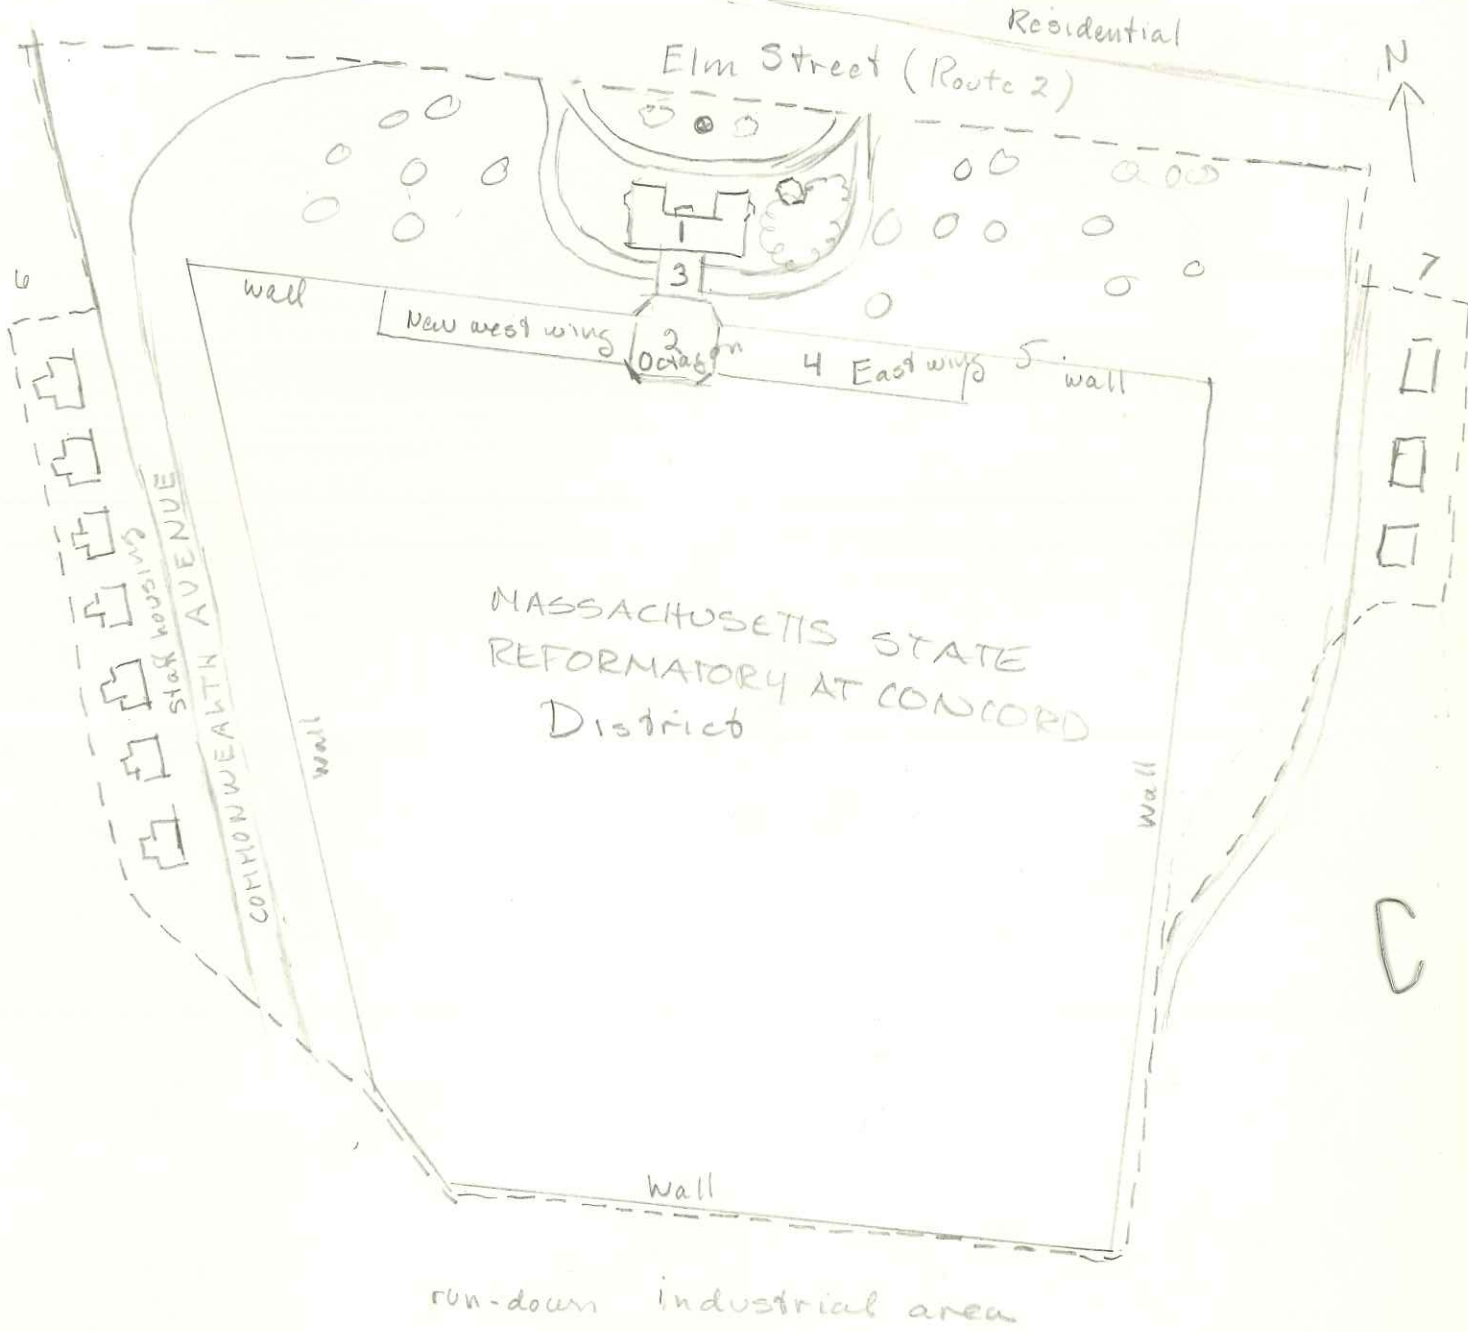 Residential
Elm Street (Route 2)
N
1
3
6
7
wall
New west wing
2
Octagon
4 East wing
5
wall
MASSACHUSETTS STATE
REFORMATORY AT CONCORD
District
Staff housing
COMMONWEALTH AVENUE
wall
wall
C
Wall
run-down industrial area